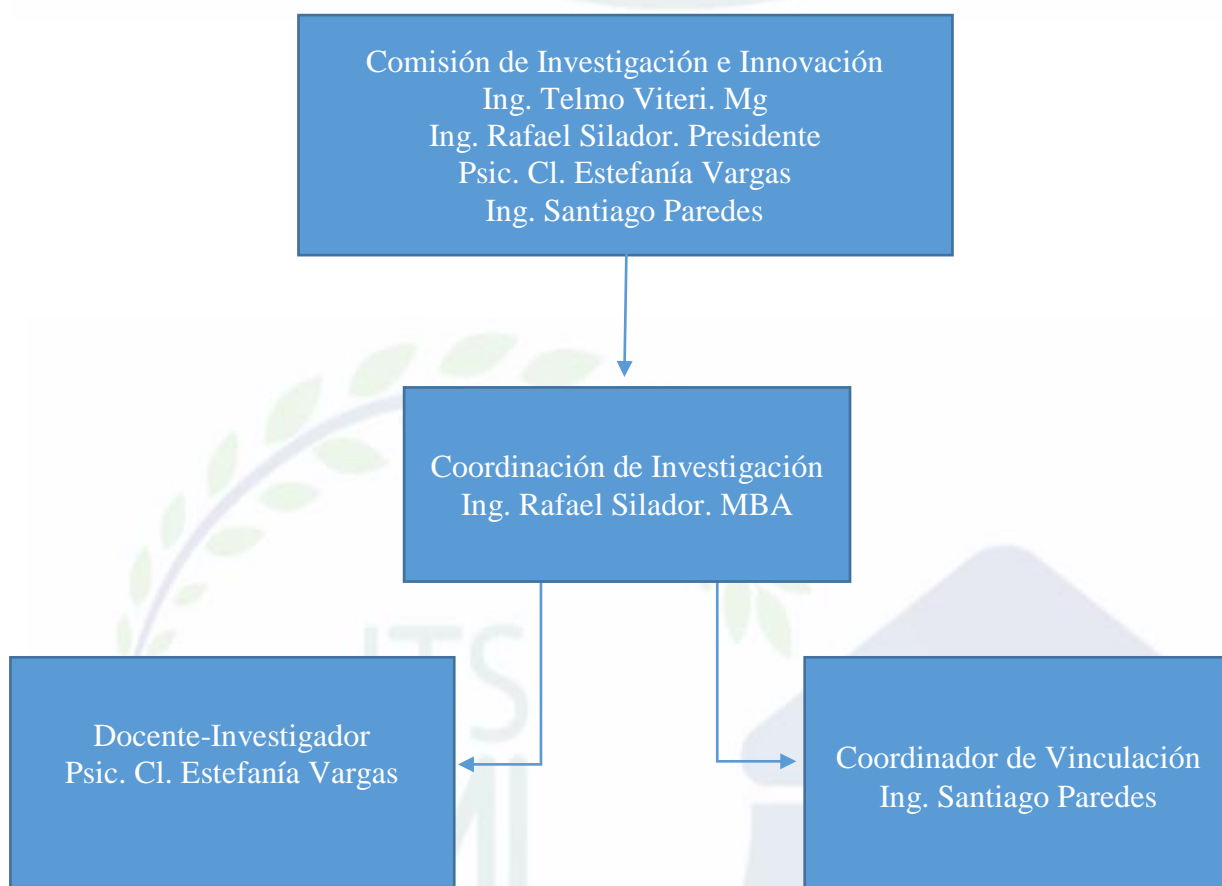 Comisión de Investigación e Innovación
Ing. Telmo Viteri. Mg
Ing. Rafael Silador. Presidente
Psic. Cl. Estefanía Vargas
Ing. Santiago Paredes
Coordinación de Investigación
Ing. Rafael Silador. MBA
ITS
Docente-Investigador
Psic. Cl. Estefanía Vargas
Coordinador de Vinculación
Ing. Santiago Paredes